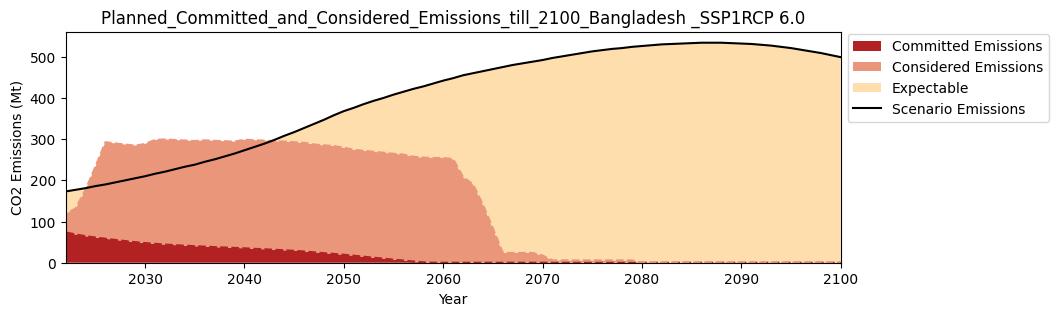 Planned_Committed_and_Considered_Emissions_till_2100_Bangladesh _SSP1RCP 6.0
CO2 Emissions (Mt)
500
400
300
200
100
0
2030 2040 2050 2060 2070 2080 2090 2100
Year
Committed Emissions
Considered Emissions
Expectable
Scenario Emissions